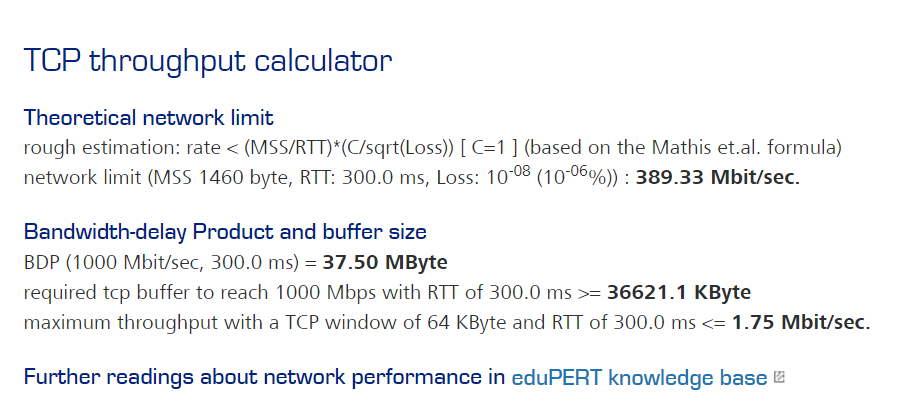 TCP throughput calculator
Theoretical network limit
rough estimation: rate < (MSS/RTT)*(C/sqrt(Loss)) [ C=1 ] (based on the Mathis et.al. formula)
network limit (MSS 1460 byte, RTT: 300.0 ms, Loss: 10⁻⁰⁸ (10⁻⁰⁶%)) : 389.33 Mbit/sec.
Bandwidth-delay Product and buffer size
BDP (1000 Mbit/sec, 300.0 ms) = 37.50 MByte
required tcp buffer to reach 1000 Mbps with RTT of 300.0 ms >= 36621.1 KByte
maximum throughput with a TCP window of 64 KByte and RTT of 300.0 ms <= 1.75 Mbit/sec.
Further readings about network performance in eduPERT knowledge base